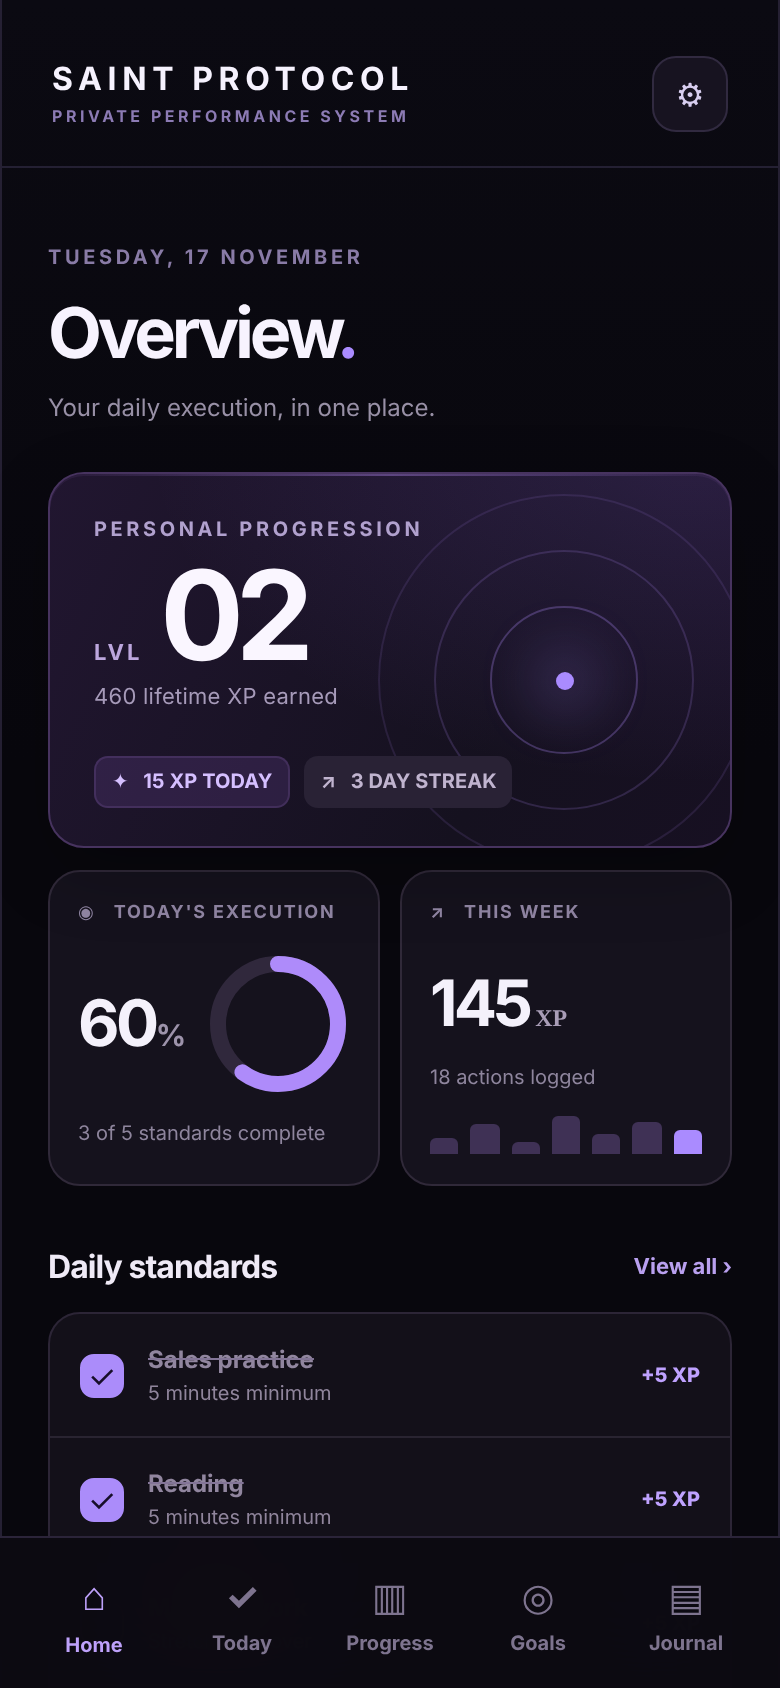 SAINT PROTOCOL
PRIVATE PERFORMANCE SYSTEM
TUESDAY, 17 NOVEMBER
Overview.
Your daily execution, in one place.
PERSONAL PROGRESSION
LVL 02
460 lifetime XP earned
15 XP TODAY
3 DAY STREAK
TODAY'S EXECUTION
60%
3 of 5 standards complete
THIS WEEK
145 XP
18 actions logged
Daily standards
View all ›
Sales practice
5 minutes minimum
+5 XP
Reading
5 minutes minimum
+5 XP
Home
Today
Progress
Goals
Journal